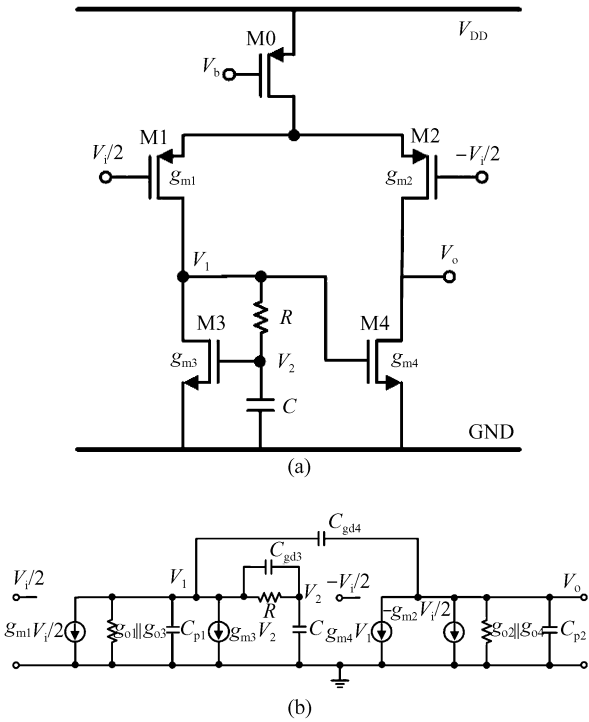 V_DD
M0
V_b
M1 M2
V_i/2 −V_i/2
g_m1 g_m2
V_1 V_o
R
M3 M4
g_m3 V_2 g_m4
C
GND
(a)
C_gd4
C_gd3
V_i/2 V_1 V_2 −V_i/2 V_o
R
g_m1V_i/2 g_o1||g_o3 C_p1 g_m3V_2 C g_m4V_1 −g_m2V_i/2 g_o2||g_o4 C_p2
(b)